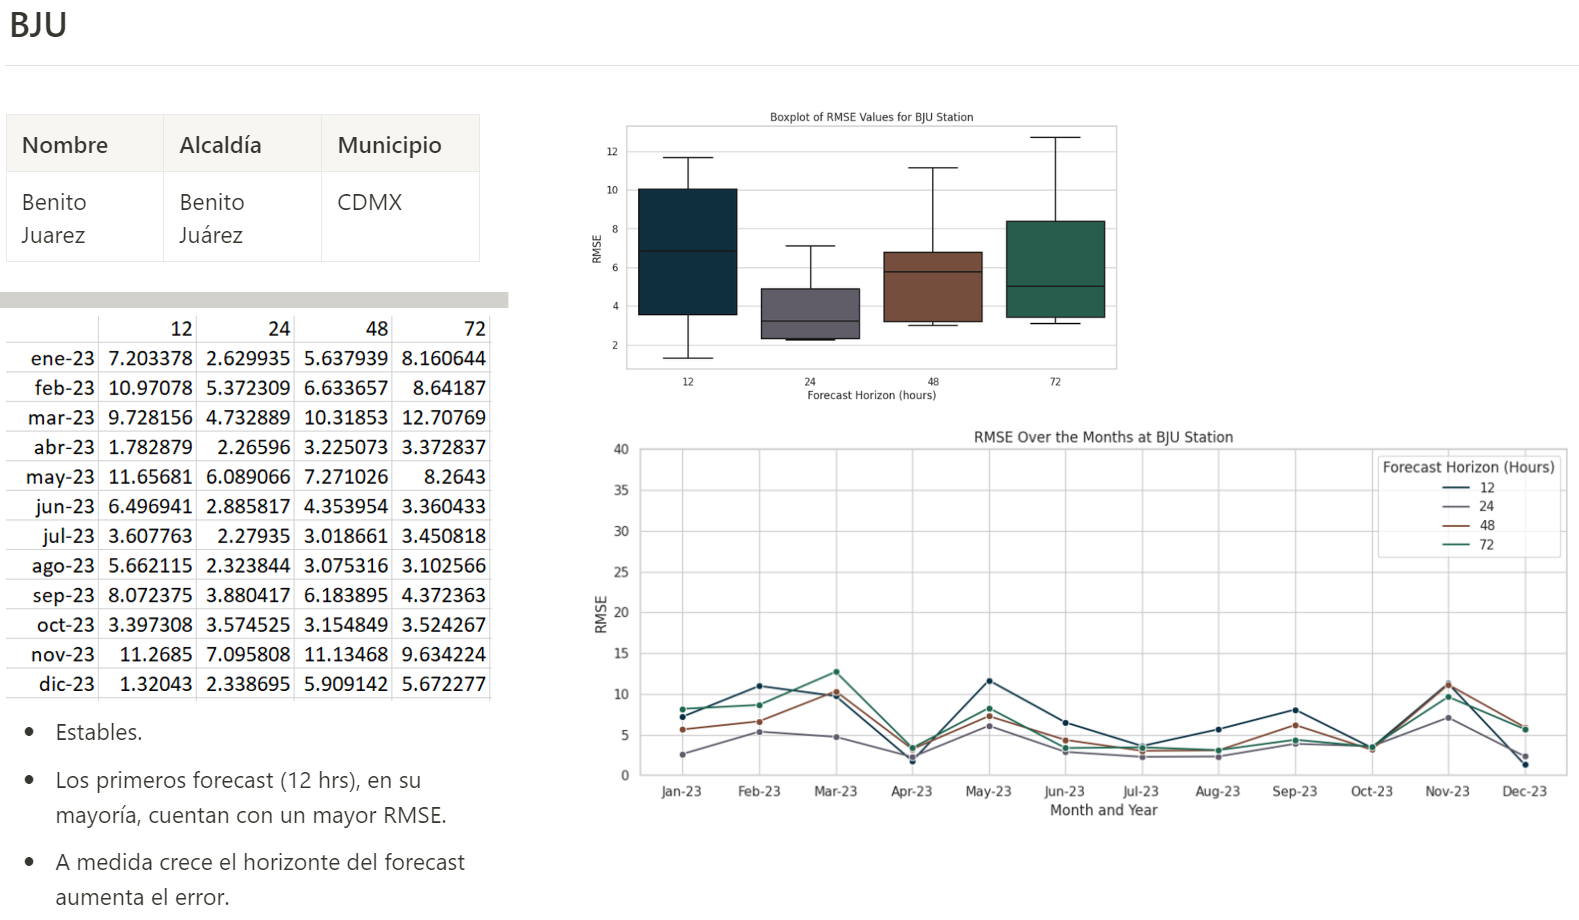 BJU
Nombre Alcaldía Municipio
Benito Juarez Benito Juárez CDMX
12 24 48 72
ene-23 7.203378 2.629935 5.637939 8.160644
feb-23 10.97078 5.372309 6.633657 8.64187
mar-23 9.728156 4.732889 10.31853 12.70769
abr-23 1.782879 2.26596 3.225073 3.372837
may-23 11.65681 6.089066 7.271026 8.2643
jun-23 6.496941 2.885817 4.353954 3.360433
jul-23 3.607763 2.27935 3.018661 3.450818
ago-23 5.662115 2.323844 3.075316 3.102566
sep-23 8.072375 3.880417 6.183895 4.372363
oct-23 3.397308 3.574525 3.154849 3.524267
nov-23 11.2685 7.095808 11.13468 9.634224
dic-23 1.32043 2.338695 5.909142 5.672277
Estables.
Los primeros forecast (12 hrs), en su
mayoría, cuentan con un mayor RMSE.
A medida crece el horizonte del forecast
aumenta el error.
Boxplot of RMSE Values for BJU Station
RMSE
12
10
8
6
4
2
12 24 48 72
Forecast Horizon (hours)
RMSE Over the Months at BJU Station
RMSE
40
35
30
25
20
15
10
5
0
Forecast Horizon (Hours)
12
24
48
72
Jan-23 Feb-23 Mar-23 Apr-23 May-23 Jun-23 Jul-23 Aug-23 Sep-23 Oct-23 Nov-23 Dec-23
Month and Year